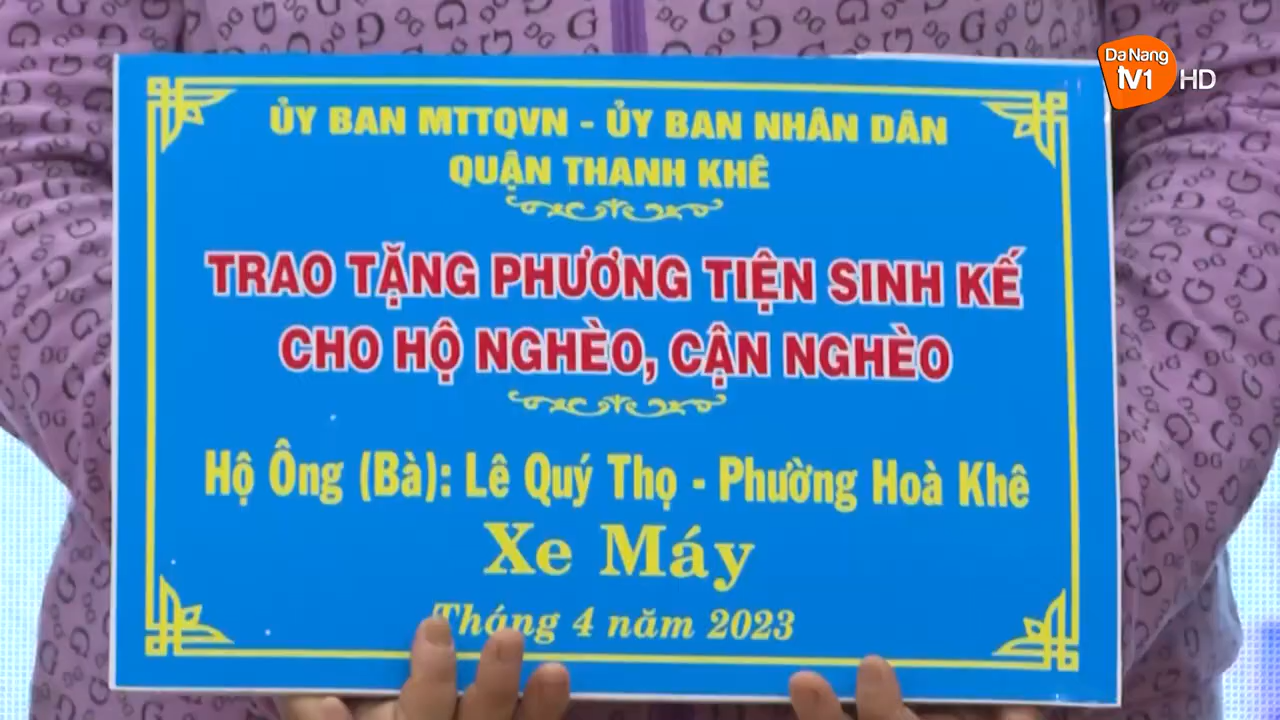 Da Nang
tv1 HD
ỦY BAN MTTQVN - ỦY BAN NHÂN DÂN
QUẬN THANH KHÊ
TRAO TẶNG PHƯƠNG TIỆN SINH KẾ
CHO HỘ NGHÈO, CẬN NGHÈO
Hộ Ông (Bà): Lê Quý Thọ - Phường Hoà Khê
Xe Máy
Tháng 4 năm 2023